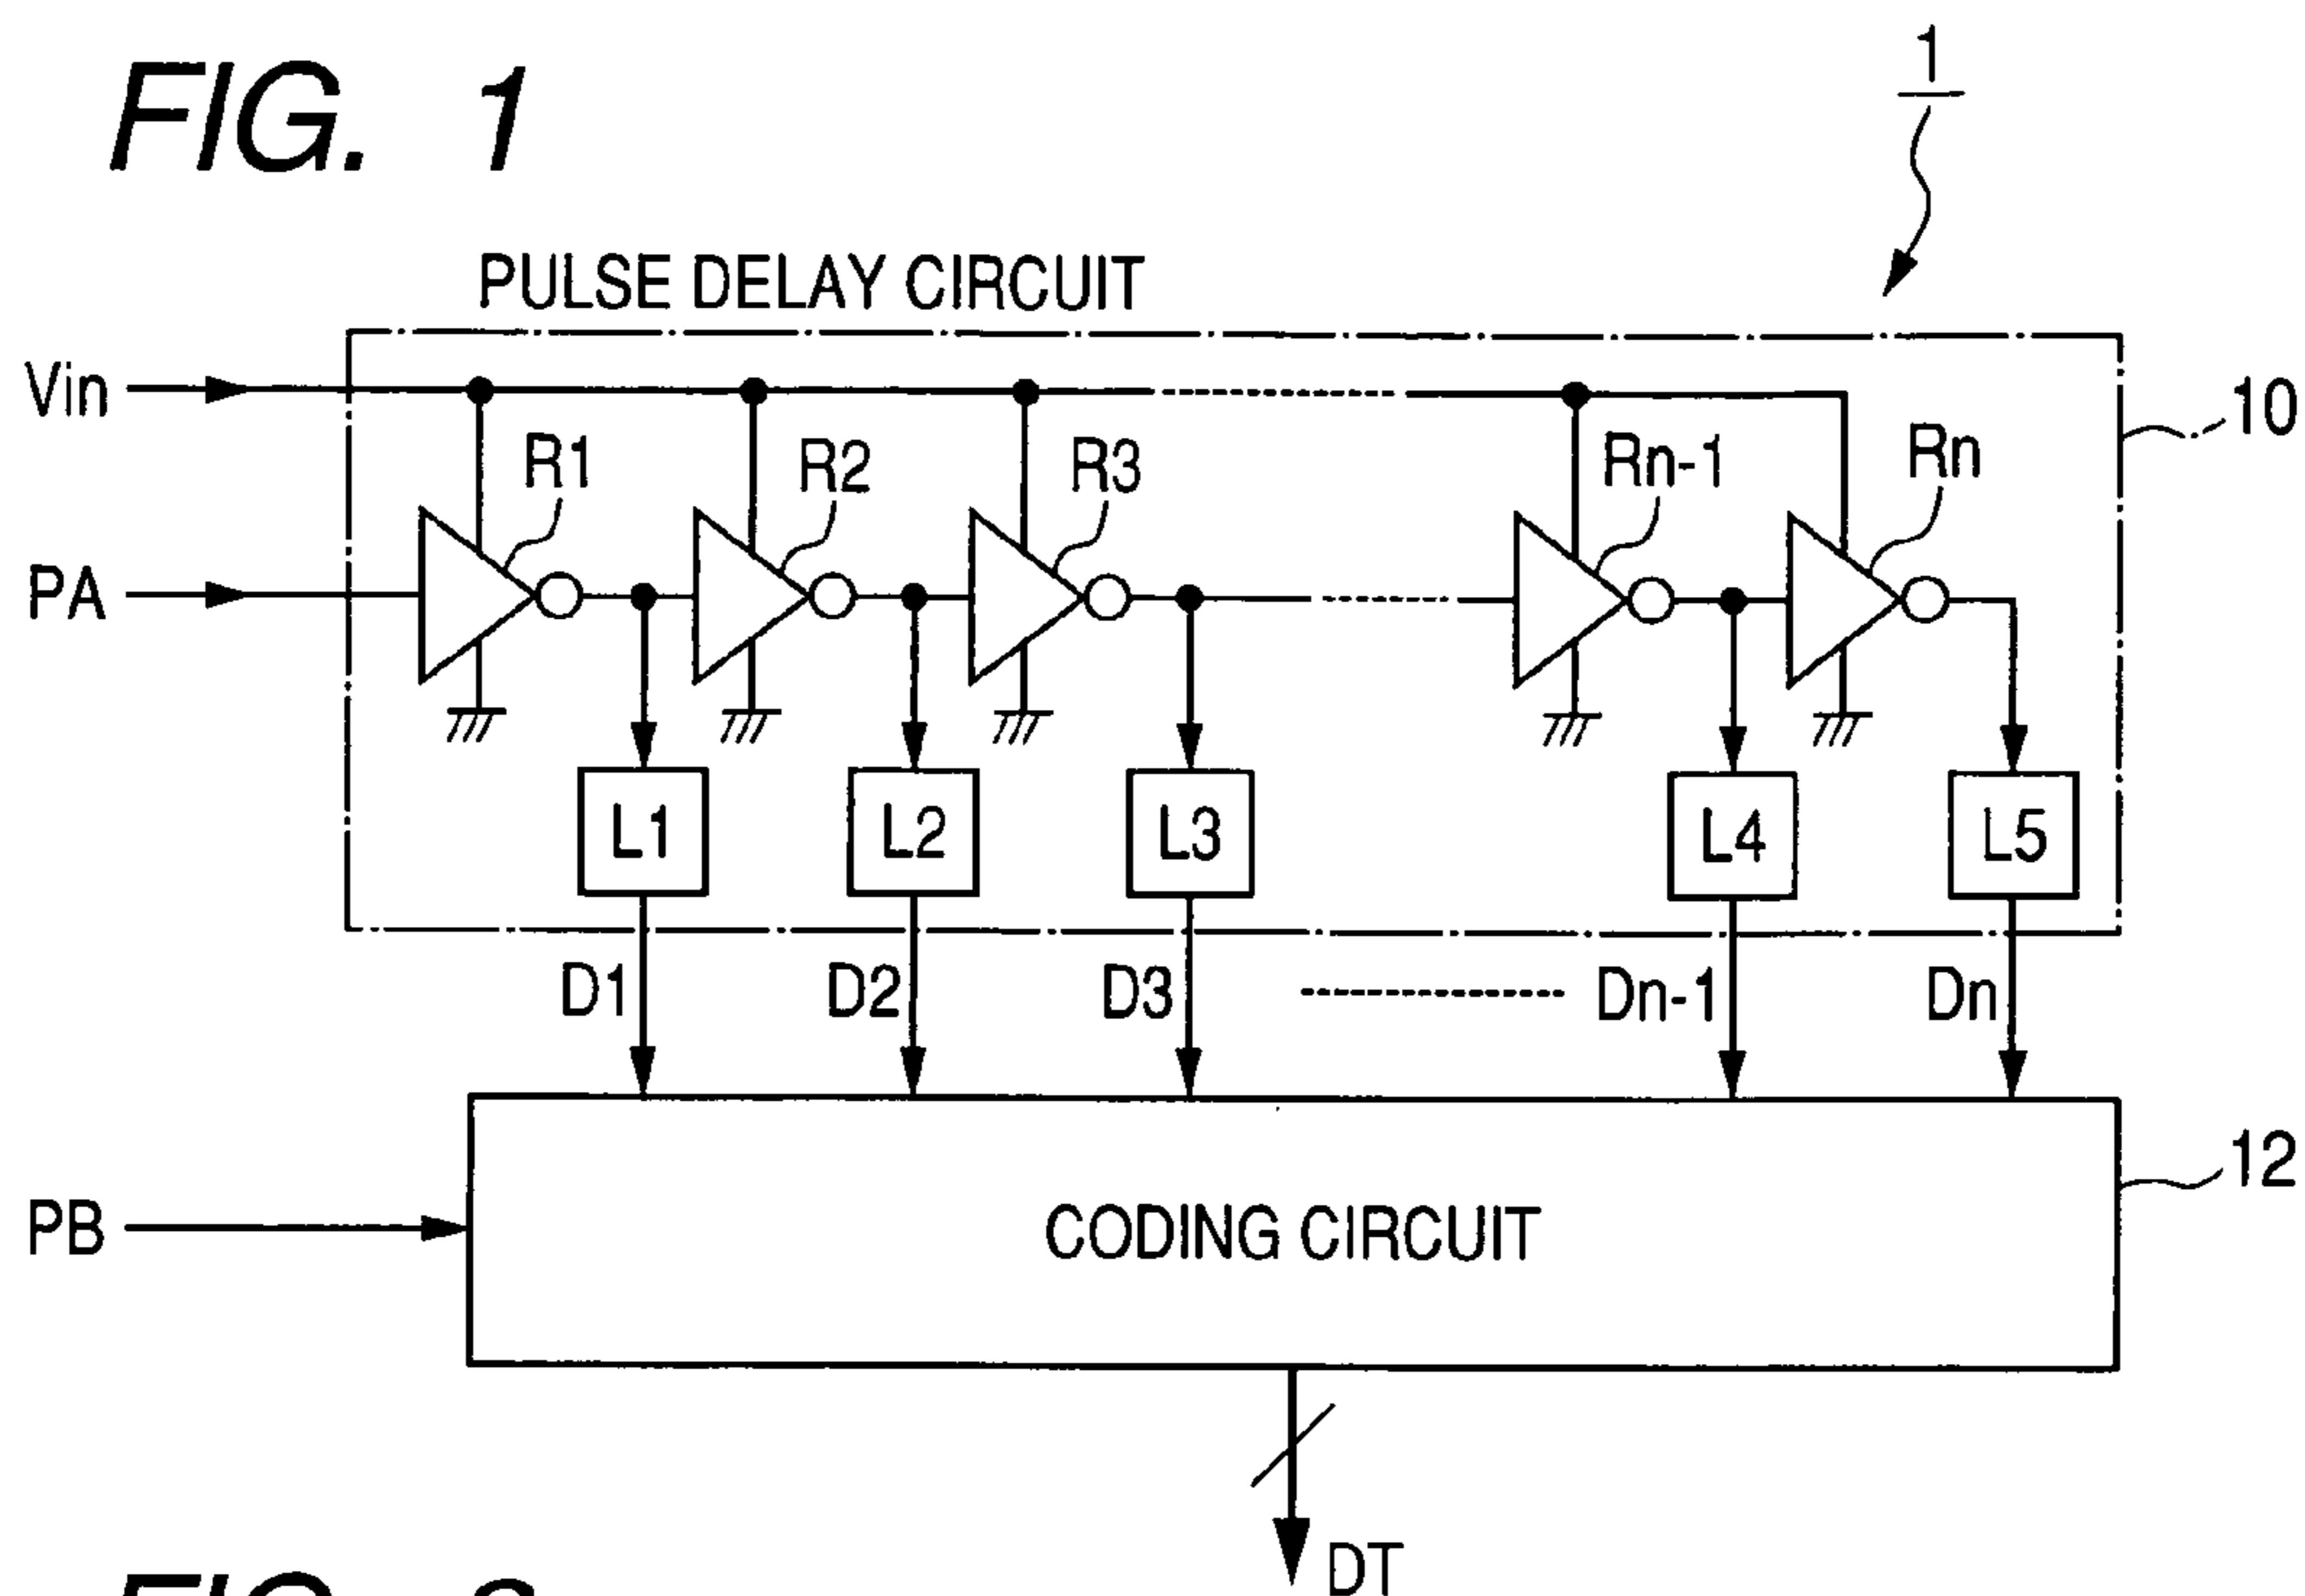 FIG. 1
1
PULSE DELAY CIRCUIT
Vin
10
R1
R2
R3
Rn-1
Rn
PA
L1
L2
L3
L4
L5
D1
D2
D3
Dn-1
Dn
12
PB
CODING CIRCUIT
DT